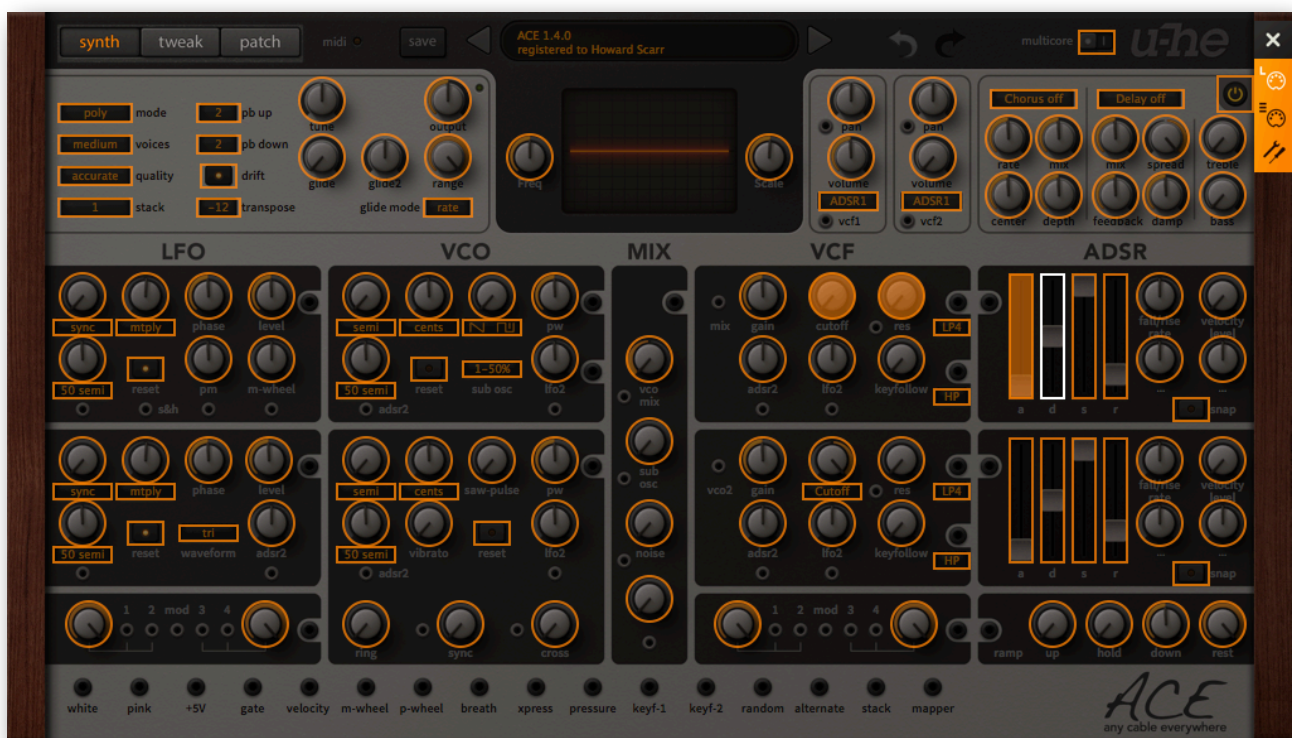 synth tweak patch midi save ACE 1.4.0 multicore u-he
registered to Howard Scarr
poly mode 2 pb up tune output pan pan Chorus off Delay off
medium voices 2 pb down rate mix mix spread treble
accurate quality drift glide glide2 range Freq Scale volume volume
1 stack -12 transpose glide mode rate ADSR1 ADSR1
vcf1 vcf2 center depth feedback damp bass
LFO VCO MIX VCF ADSR
sync mtply phase level semi cents pw mix gain cutoff res LP4 fall/rise rate velocity level
50 semi reset pm m-wheel 50 semi reset 1~50% sub osc lfo2 vco mix adsr2 lfo2 keyfollow HP -- --
s&h adsr2 a d s r snap
sync mtply phase level semi cents saw-pulse pw sub osc vco2 gain Cutoff res LP4 fall/rise rate velocity level
50 semi reset tri waveform adsr2 50 semi vibrato reset lfo2 noise adsr2 lfo2 keyfollow HP -- --
adsr2 a d s r snap
1 2 mod 3 4 ring sync cross 1 2 mod 3 4 ramp up hold down rest
white pink +5V gate velocity m-wheel p-wheel breath xpress pressure keyf-1 keyf-2 random alternate stack mapper
ACE
any cable everywhere